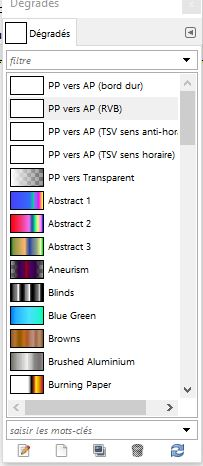 Dégradés
Dégradés
filtre
PP vers AP (bord dur)
PP vers AP (RVB)
PP vers AP (TSV sens anti-hor
PP vers AP (TSV sens horaire)
PP vers Transparent
Abstract 1
Abstract 2
Abstract 3
Aneurism
Blinds
Blue Green
Browns
Brushed Aluminium
Burning Paper
saisir les mots-clés